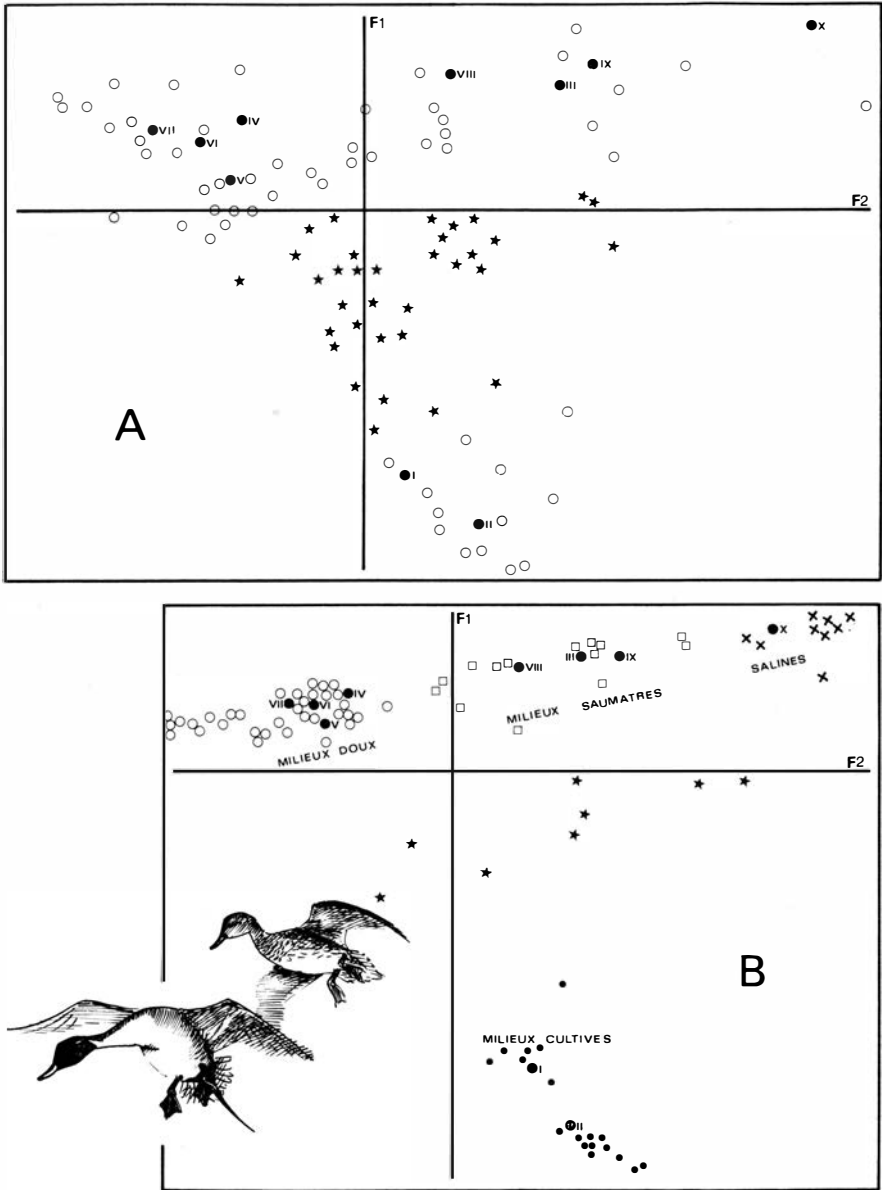 F1
X
VIII
IX
III
VII
IV
VI
V
F2
A
I
II
F1
X
VIII
III
IX
SALINES
VII
IV
VI
V
MILIEUX SAUMATRES
MILIEUX DOUX
F2
B
MILIEUX CULTIVES
I
II